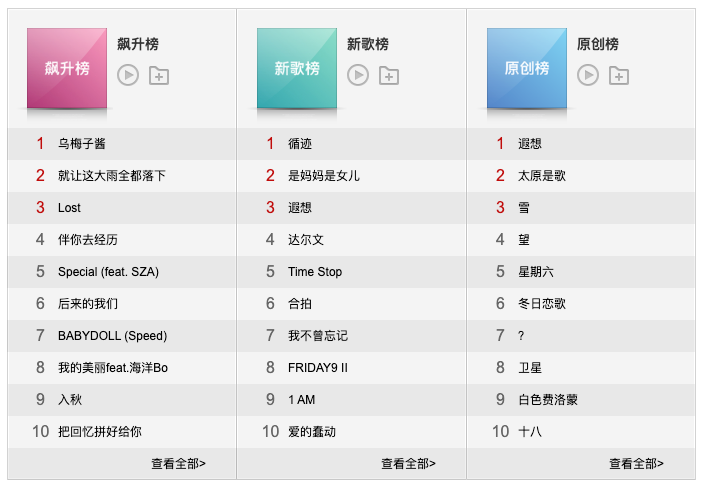 飙升榜
飙升榜
1 乌梅子酱
2 就让这大雨全都落下
3 Lost
4 伴你去经历
5 Special (feat. SZA)
6 后来的我们
7 BABYDOLL (Speed)
8 我的美丽feat.海洋Bo
9 入秋
10 把回忆拼好给你
查看全部>
新歌榜
新歌榜
1 循迹
2 是妈妈是女儿
3 遐想
4 达尔文
5 Time Stop
6 合拍
7 我不曾忘记
8 FRIDAY9 II
9 1 AM
10 爱的蠢动
查看全部>
原创榜
原创榜
1 遐想
2 太原是歌
3 雪
4 望
5 星期六
6 冬日恋歌
7 ?
8 卫星
9 白色费洛蒙
10 十八
查看全部>